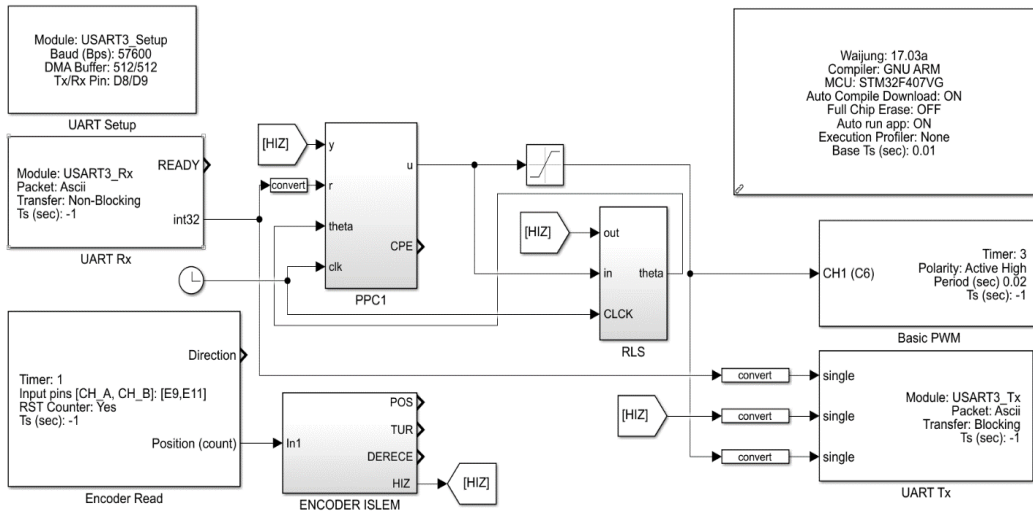 Module: USART3_Setup
Baud (Bps): 57600
DMA Buffer: 512/512
Tx/Rx Pin: D8/D9
UART Setup
Waijung: 17.03a
Compiler: GNU ARM
MCU: STM32F407VG
Auto Compile Download: ON
Full Chip Erase: OFF
Auto run app: ON
Execution Profiler: None
Base Ts (sec): 0.01
READY
Module: USART3_Rx
Packet: Ascii
Transfer: Non-Blocking
Ts (sec): -1
int32
UART Rx
[HIZ]
convert
y
r
theta
clk
u
CPE
PPC1
[HIZ]
out
in
CLCK
theta
RLS
CH1 (C6)
Timer: 3
Polarity: Active High
Period (sec) 0.02
Ts (sec): -1
Basic PWM
Direction
Timer: 1
Input pins [CH_A, CH_B]: [E9,E11]
RST Counter: Yes
Ts (sec): -1
Position (count)
Encoder Read
In1
POS
TUR
DERECE
HIZ
ENCODER ISLEM
[HIZ]
[HIZ]
convert
convert
convert
single
single
single
Module: USART3_Tx
Packet: Ascii
Transfer: Blocking
Ts (sec): -1
UART Tx